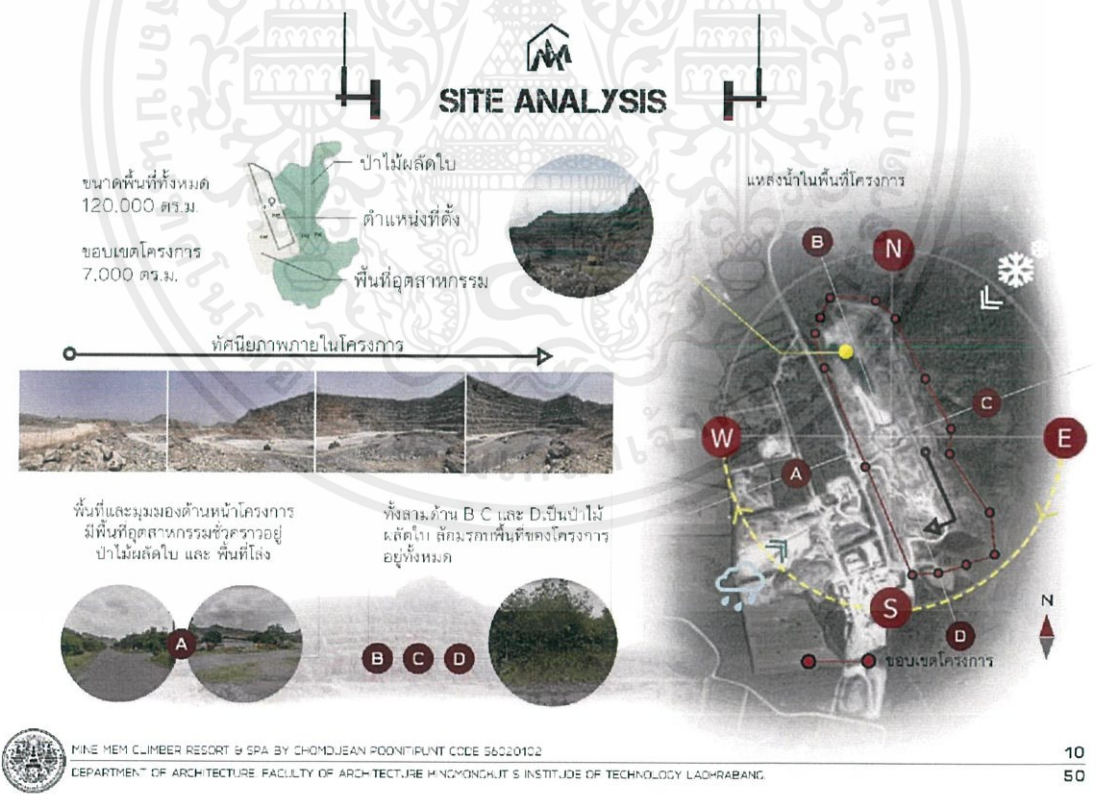 SITE ANALYSIS
ขนาดพื้นที่ทั้งหมด
120,000 ตร.ม.
ขอบเขตโครงการ
7,000 ตร.ม.
ป่าไม้ผลัดใบ
ตำแหน่งที่ตั้ง
พื้นที่อุตสาหกรรม
แหล่งน้ำในพื้นที่โครงการ
ทัศนียภาพภายในโครงการ
พื้นที่และมุมมองด้านหน้าโครงการ
มีพื้นที่อุตสาหกรรมชั่วคราวอยู่
ป่าไม้ผลัดใบ และ พื้นที่โล่ง
ทั้งสามด้าน B C และ D เป็นป่าไม้
ผลัดใบ ล้อมรอบพื้นที่ของโครงการ
อยู่ทั้งหมด
A
B C D
B
N
C
W
E
A
S
D
N
ขอบเขตโครงการ
MINE MEM CLIMBER RESORT & SPA BY CHOMDJEAN POONITIPUNT CODE 56020102
DEPARTMENT OF ARCHITECTURE FACULTY OF ARCHITECTURE KINGMONGKUT'S INSTITUDE OF TECHNOLOGY LADHRABANG.
10
50